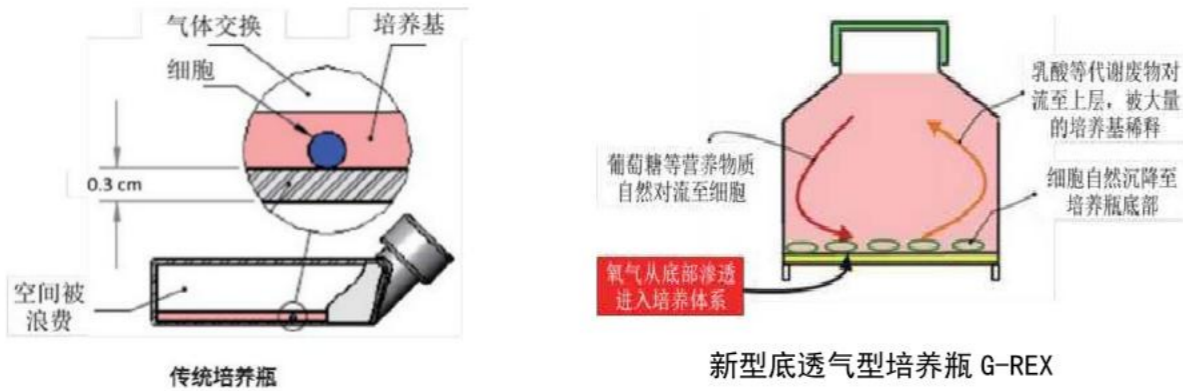 气体交换
培养基
细胞
0.3 cm
空间被
浪费
传统培养瓶
乳酸等代谢废物对
流至上层，被大量
的培养基稀释
葡萄糖等营养物质
自然对流至细胞
细胞自然沉降至
培养瓶底部
氧气从底部渗透
进入培养体系
新型底透气型培养瓶 G-REX